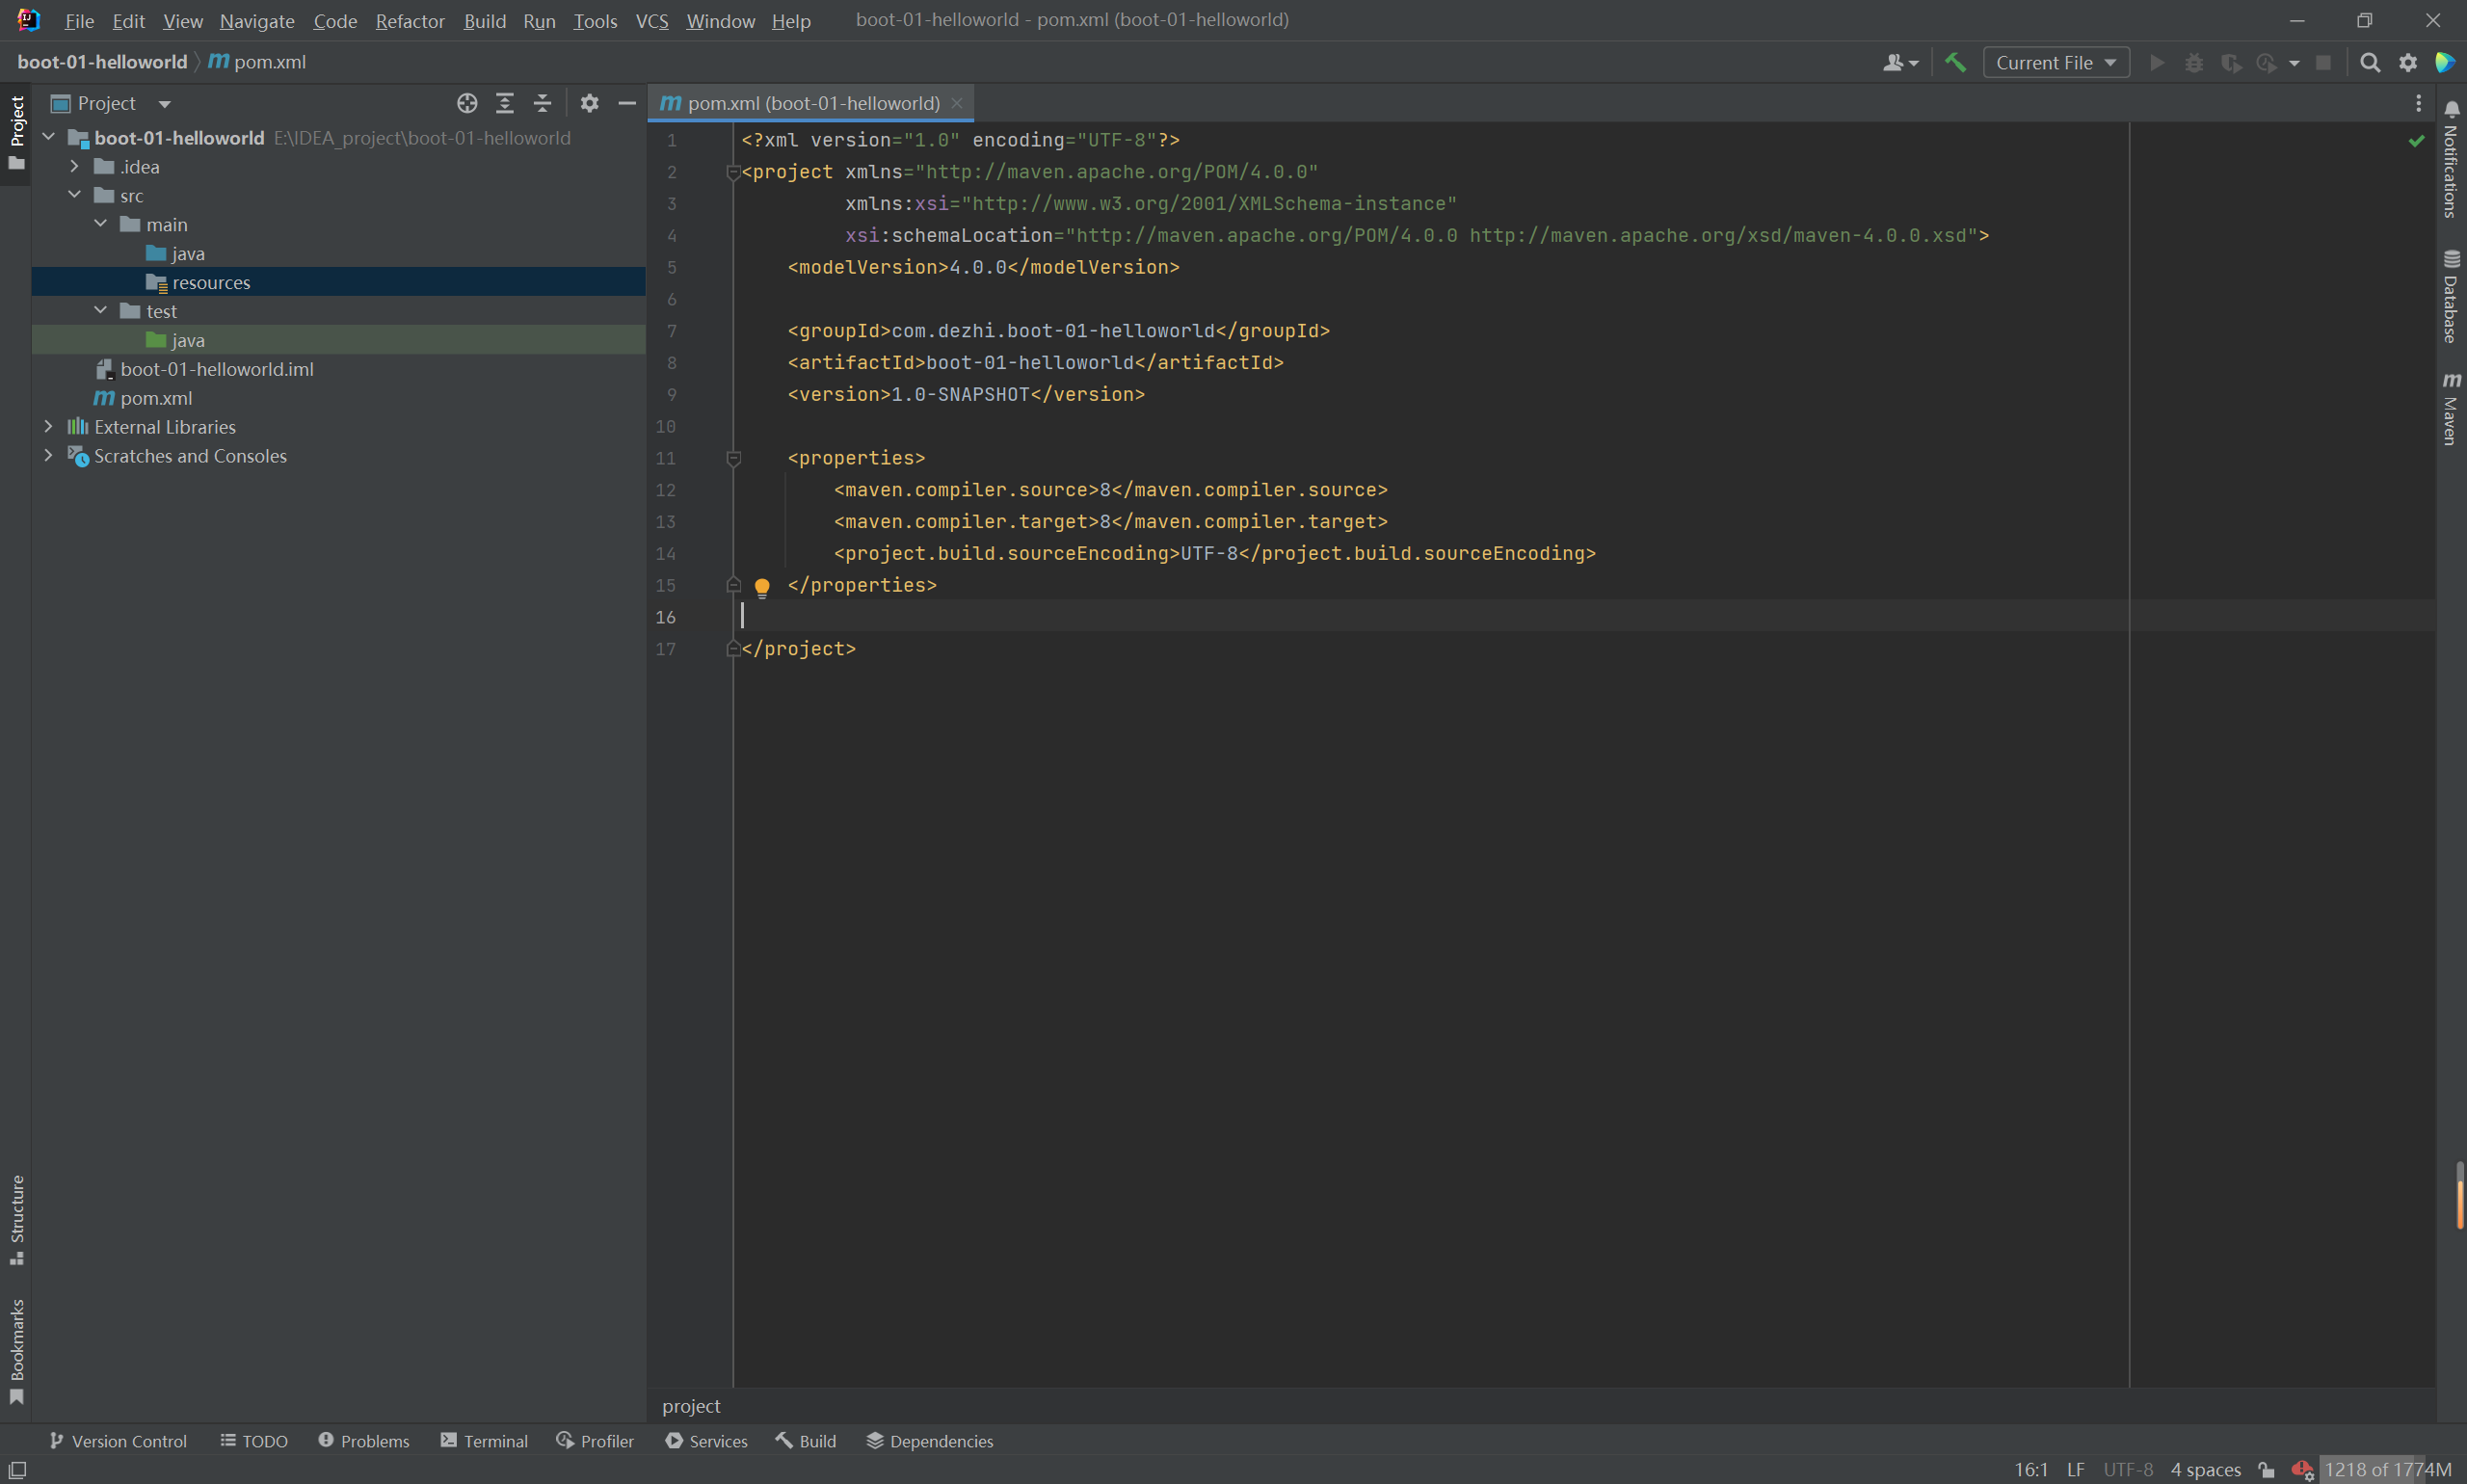 File Edit View Navigate Code Refactor Build Run Tools VCS Window Help boot-01-helloworld - pom.xml (boot-01-helloworld)
boot-01-helloworld pom.xml Current File
Project
Project
pom.xml (boot-01-helloworld)
boot-01-helloworld E:\IDEA_project\boot-01-helloworld
.idea
src
main
java
resources
test
java
boot-01-helloworld.iml
pom.xml
External Libraries
Scratches and Consoles
1 <?xml version="1.0" encoding="UTF-8"?>
2 <project xmlns="http://maven.apache.org/POM/4.0.0"
3 xmlns:xsi="http://www.w3.org/2001/XMLSchema-instance"
4 xsi:schemaLocation="http://maven.apache.org/POM/4.0.0 http://maven.apache.org/xsd/maven-4.0.0.xsd">
5 <modelVersion>4.0.0</modelVersion>
6
7 <groupId>com.dezhi.boot-01-helloworld</groupId>
8 <artifactId>boot-01-helloworld</artifactId>
9 <version>1.0-SNAPSHOT</version>
10
11 <properties>
12 <maven.compiler.source>8</maven.compiler.source>
13 <maven.compiler.target>8</maven.compiler.target>
14 <project.build.sourceEncoding>UTF-8</project.build.sourceEncoding>
15 </properties>
16
17 </project>
Notifications
Database
Maven
Structure
Bookmarks
project
Version Control TODO Problems Terminal Profiler Services Build Dependencies
16:1 LF UTF-8 4 spaces 1218 of 1774M